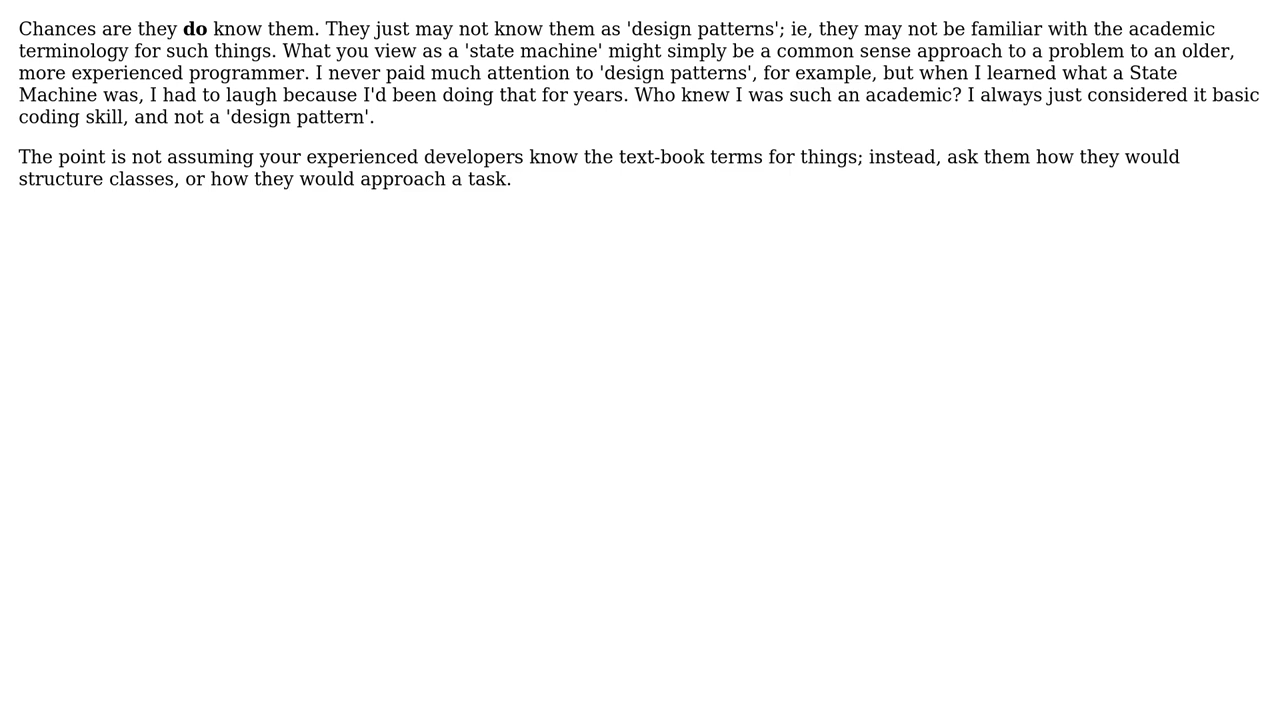 Chances are they do know them. They just may not know them as 'design patterns'; ie, they may not be familiar with the academic
terminology for such things. What you view as a 'state machine' might simply be a common sense approach to a problem to an older,
more experienced programmer. I never paid much attention to 'design patterns', for example, but when I learned what a State
Machine was, I had to laugh because I'd been doing that for years. Who knew I was such an academic? I always just considered it basic
coding skill, and not a 'design pattern'.
The point is not assuming your experienced developers know the text-book terms for things; instead, ask them how they would
structure classes, or how they would approach a task.